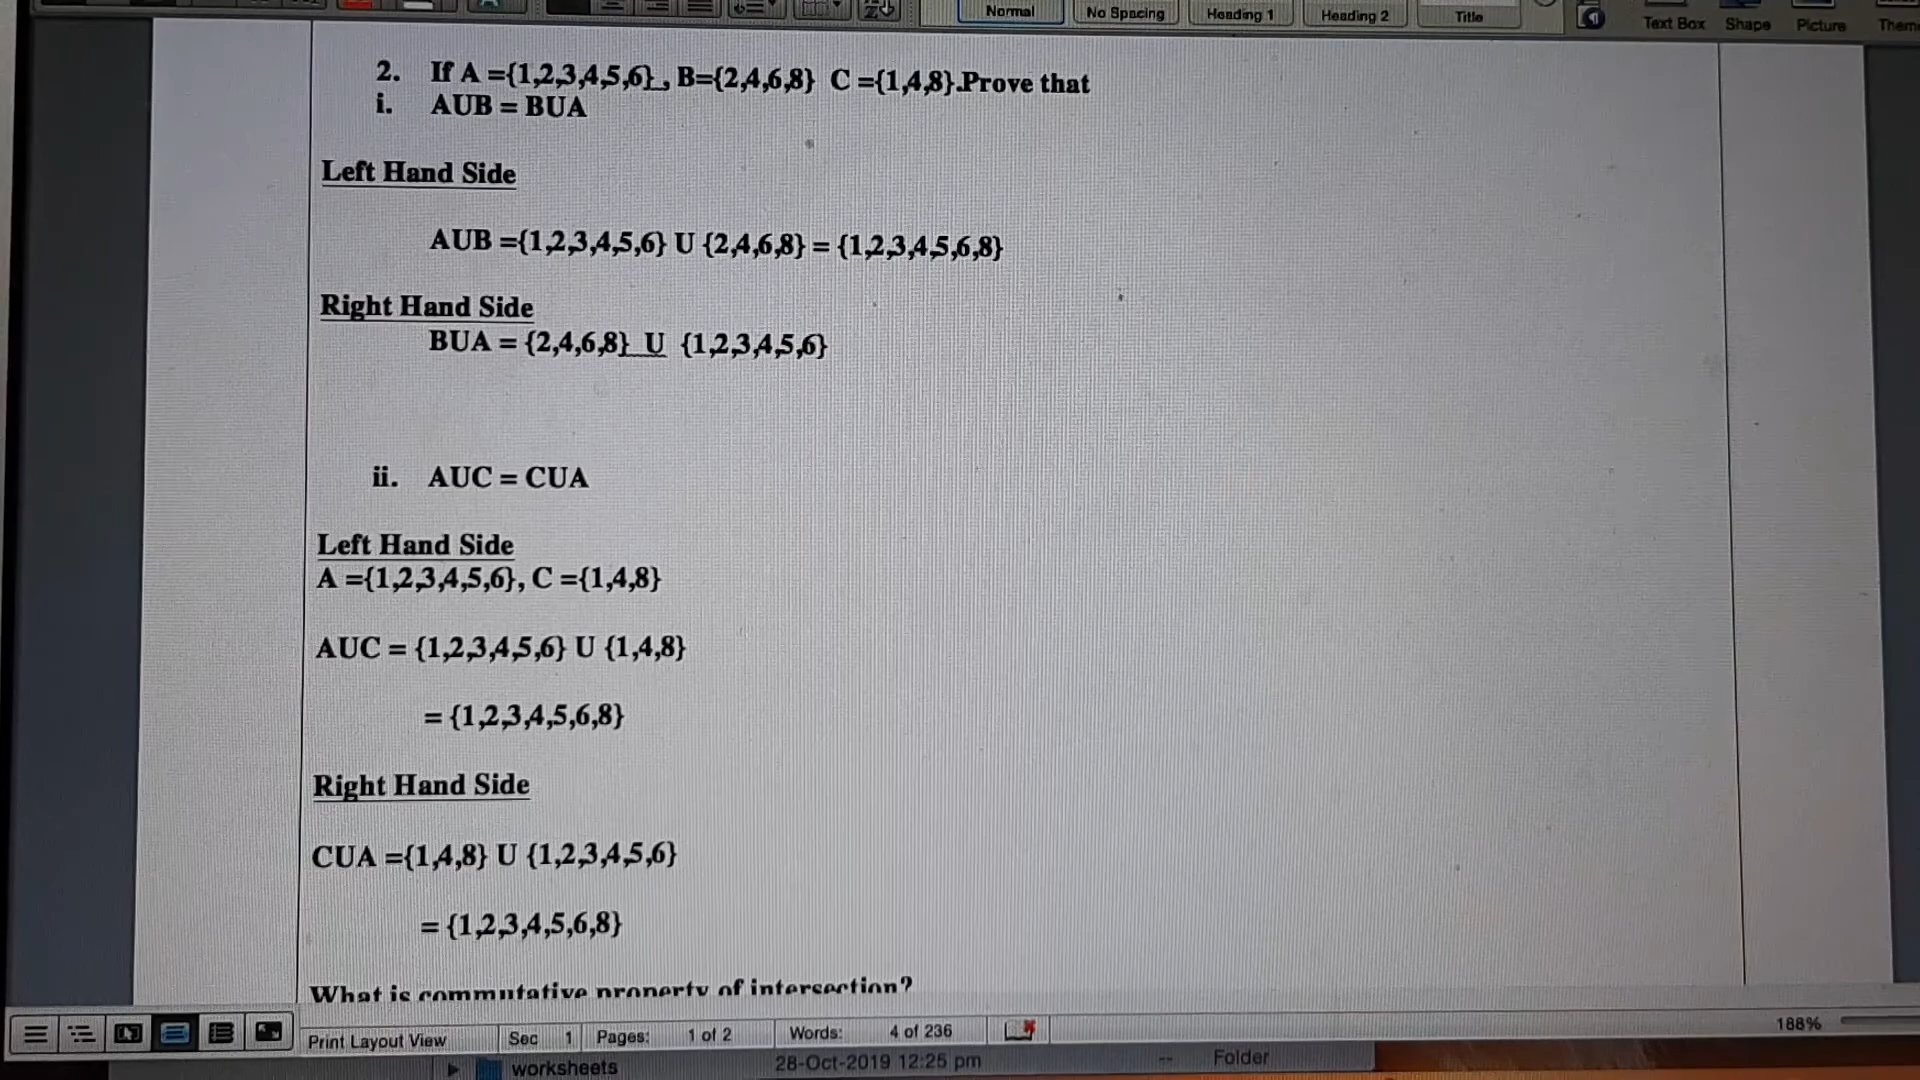 Normal No Spacing Heading 1 Heading 2 Title Text Box Shape Picture Them
2. If A ={1,2,3,4,5,6} , B={2,4,6,8} C ={1,4,8}.Prove that
i. AUB = BUA
Left Hand Side
AUB ={1,2,3,4,5,6} U {2,4,6,8} = {1,2,3,4,5,6,8}
Right Hand Side
BUA = {2,4,6,8} U {1,2,3,4,5,6}
ii. AUC = CUA
Left Hand Side
A ={1,2,3,4,5,6}, C ={1,4,8}
AUC = {1,2,3,4,5,6} U {1,4,8}
= {1,2,3,4,5,6,8}
Right Hand Side
CUA ={1,4,8} U {1,2,3,4,5,6}
= {1,2,3,4,5,6,8}
What is commutative property of intersection?
Print Layout View Sec 1 Pages: 1 of 2 Words: 4 of 236 188%
worksheets 28-Oct-2019 12:25 pm -- Folder